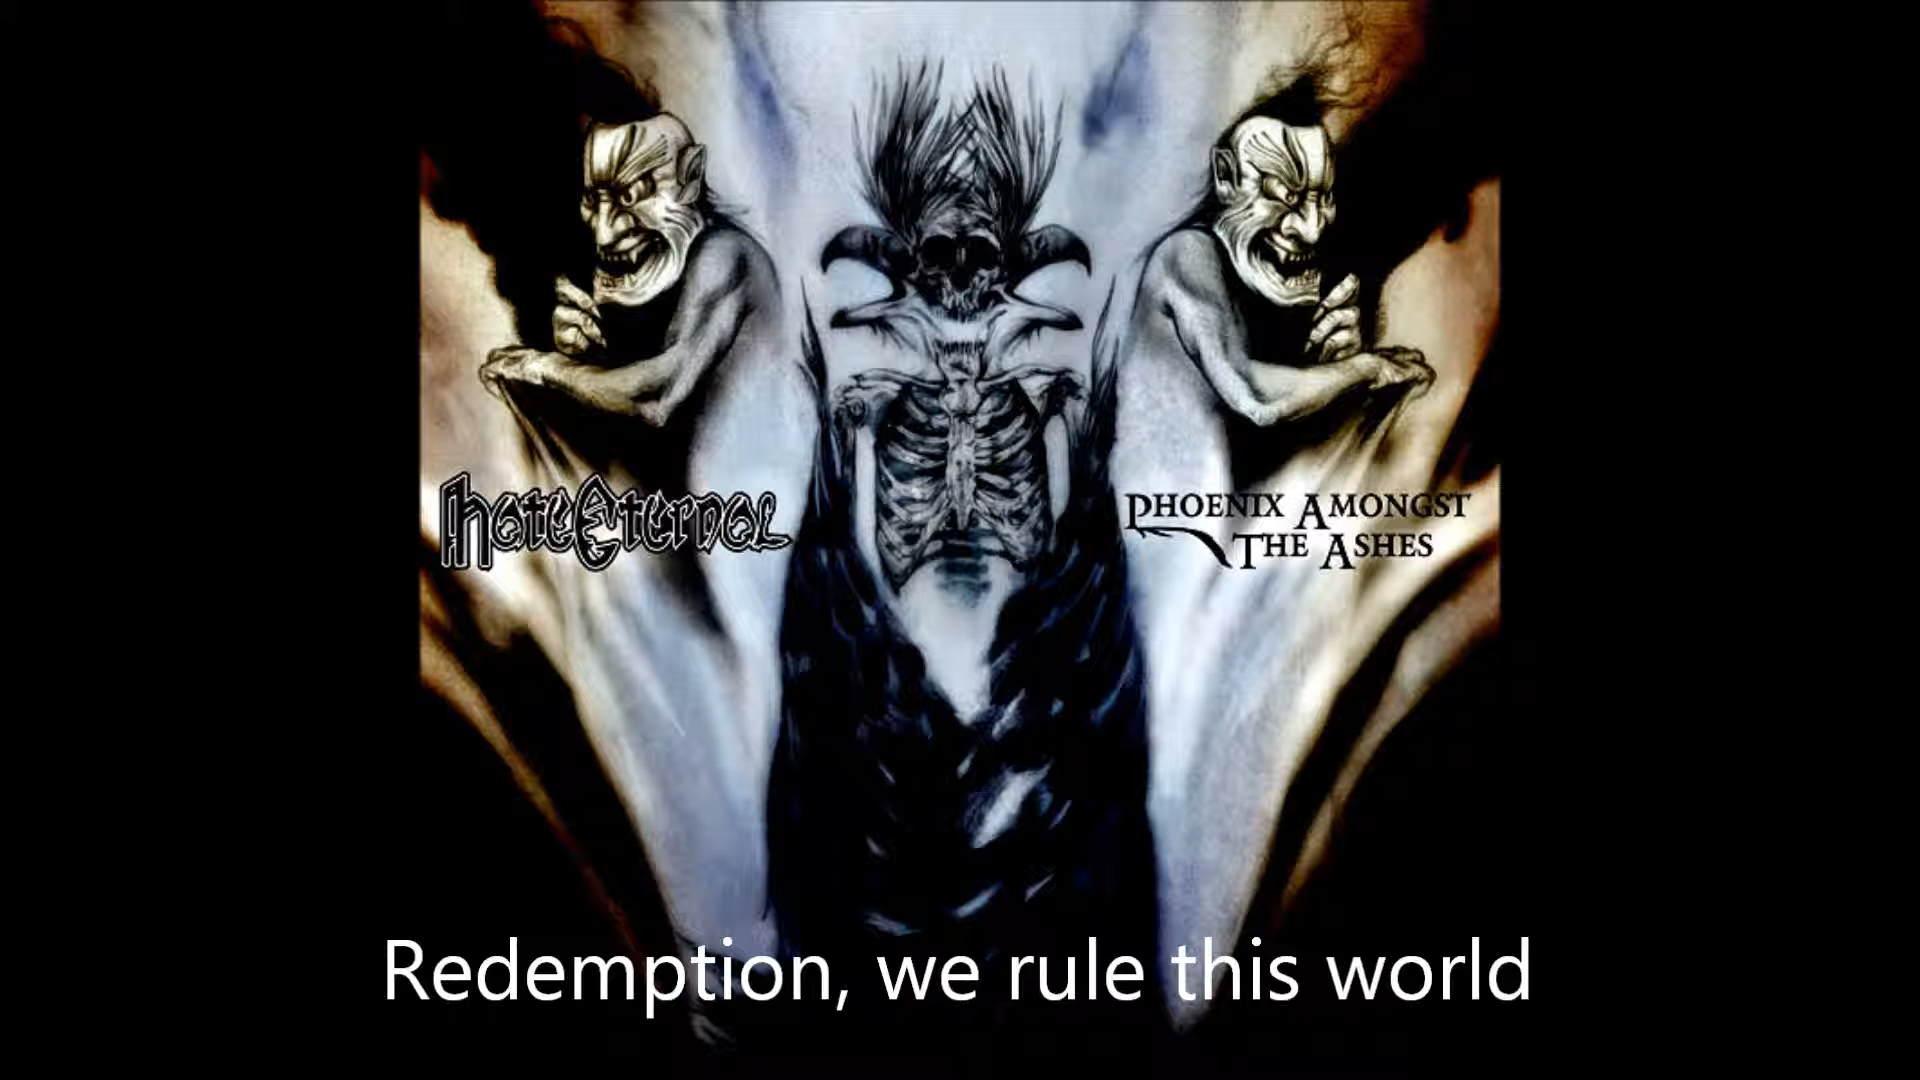 Hate Eternal
Phoenix Amongst
The Ashes
Redemption, we rule this world